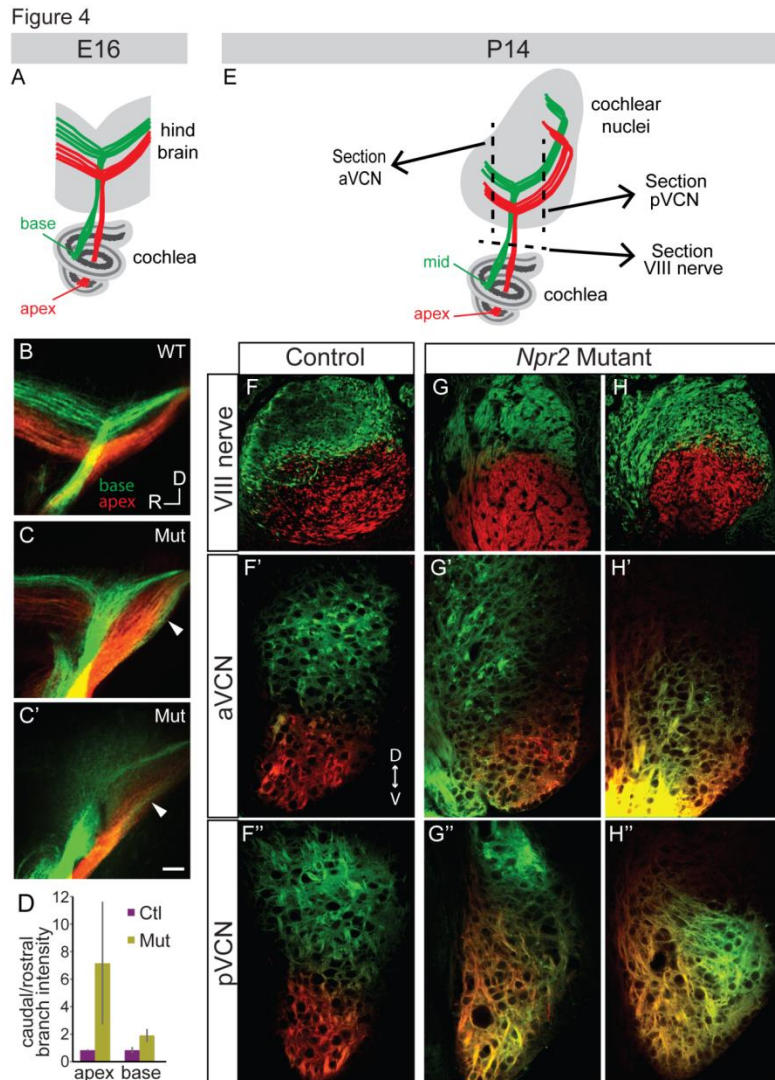 Figure 4
E16
P14
A
hind
brain
base
cochlea
apex
E
cochlear
nuclei
Section
aVCN
Section
pVCN
Section
VIII nerve
mid
cochlea
apex
B
WT
base
apex
D
R
C
Mut
C'
Mut
D
12
10
8
6
4
2
0
caudal/rostral
branch intensity
Ctl
Mut
apex
base
Control
Npr2 Mutant
VIII nerve
F
G
H
aVCN
F'
G'
H'
D
V
pVCN
F''
G''
H''